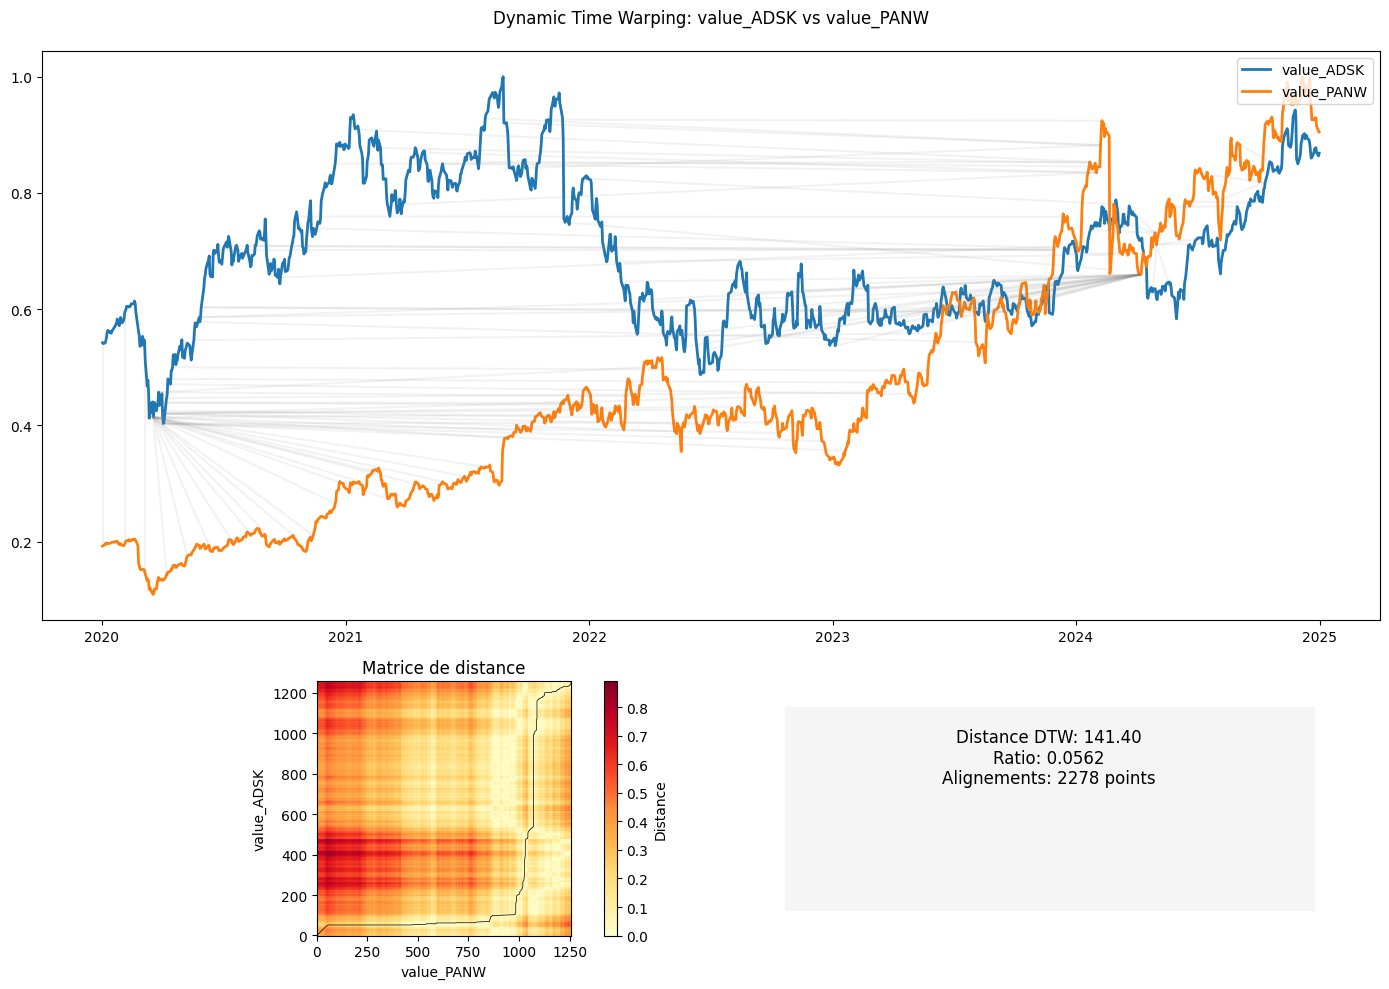 Dynamic Time Warping: value_ADSK vs value_PANW
value_ADSK
value_PANW
1.0
0.8
0.6
0.4
0.2
2020 2021 2022 2023 2024 2025
Matrice de distance
value_ADSK
1200
1000
800
600
400
200
0
0 250 500 750 1000 1250
value_PANW
0.8
0.7
0.6
0.5
0.4
0.3
0.2
0.1
0.0
Distance
Distance DTW: 141.40
Ratio: 0.0562
Alignements: 2278 points